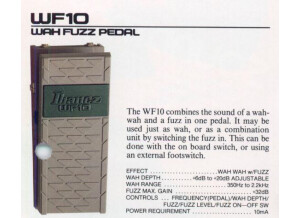 WF10
WAH FUZZ PEDAL
Ibanez
WF10
The WF10 combines the sound of a wah-
wah and a fuzz in one pedal. It may be
used just as wah, or as a combination
unit by switching the fuzz in. This can be
done with the on board switch, or using
an external footswitch.
EFFECT ........ WAH WAH w/FUZZ
WAH DEPTH ........ +6dB to +20dB ADJUSTABLE
WAH RANGE ........ 350Hz to 2.2kHz
FUZZ MAX. GAIN ........ +32dB
CONTROLS ... FREQUENCY(PEDAL)/WAH DEPTH/
FUZZ/FUZZ LEVEL/FUZZ ON–OFF SW
POWER REQUIREMENT ........ 10mA